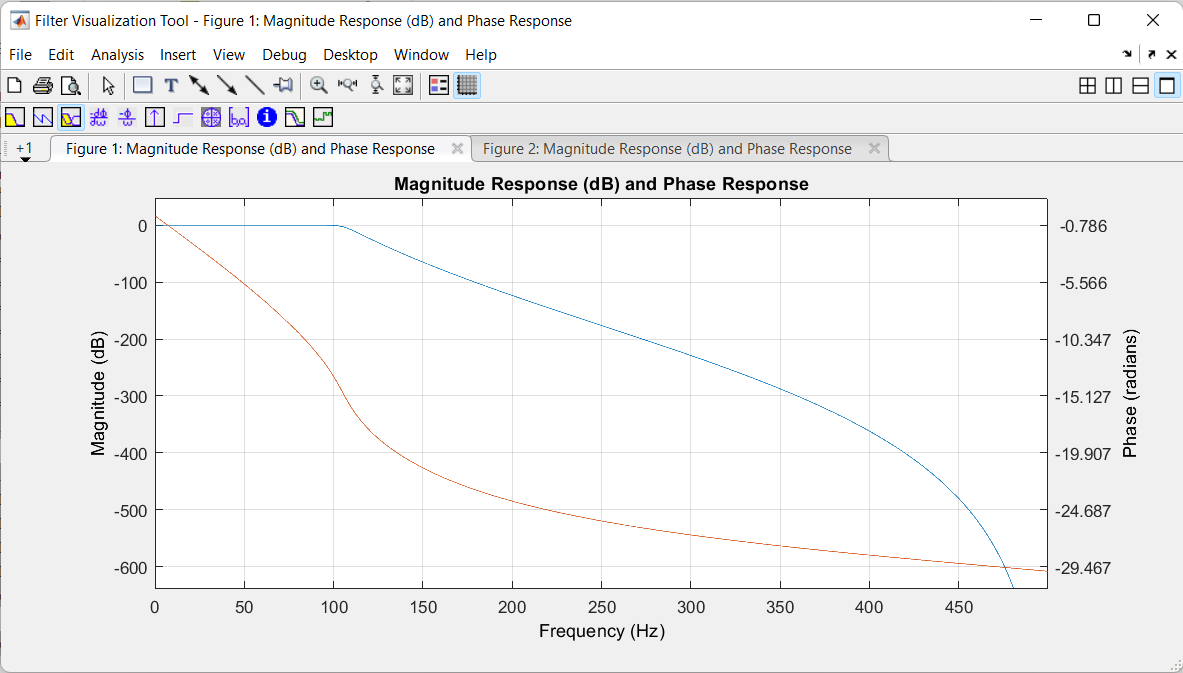 Filter Visualization Tool - Figure 1: Magnitude Response (dB) and Phase Response
File Edit Analysis Insert View Debug Desktop Window Help
T
+1 Figure 1: Magnitude Response (dB) and Phase Response Figure 2: Magnitude Response (dB) and Phase Response
Magnitude Response (dB) and Phase Response
0 -0.786
-100 -5.566
-200 -10.347
-300 -15.127
-400 -19.907
-500 -24.687
-600 -29.467
Magnitude (dB)
Phase (radians)
0 50 100 150 200 250 300 350 400 450
Frequency (Hz)